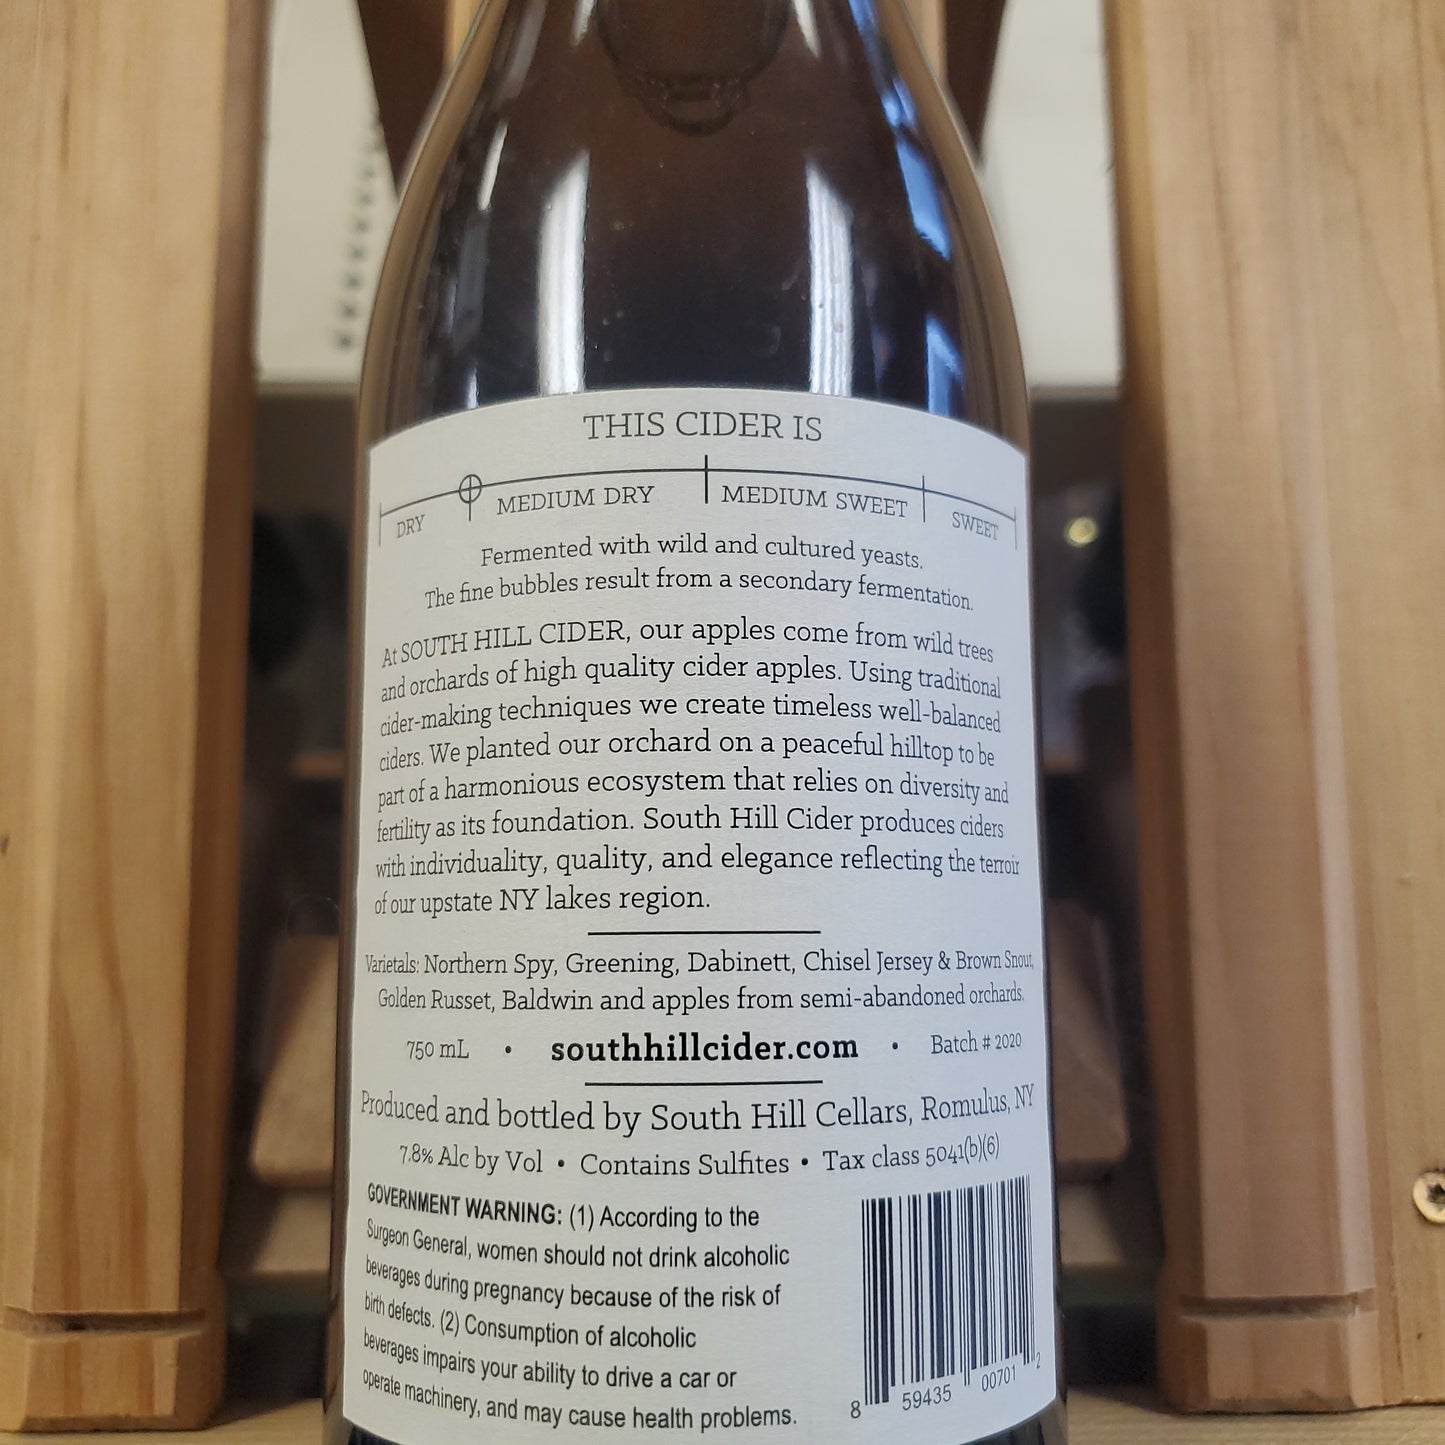 THIS CIDER IS
DRY MEDIUM DRY MEDIUM SWEET SWEET
Fermented with wild and cultured yeasts.
The fine bubbles result from a secondary fermentation.
At SOUTH HILL CIDER, our apples come from wild trees
and orchards of high quality cider apples. Using traditional
cider-making techniques we create timeless well-balanced
ciders. We planted our orchard on a peaceful hilltop to be
part of a harmonious ecosystem that relies on diversity and
fertility as its foundation. South Hill Cider produces ciders
with individuality, quality, and elegance reflecting the terroir
of our upstate NY lakes region.
Varietals: Northern Spy, Greening, Dabinett, Chisel Jersey & Brown Snout,
Golden Russet, Baldwin and apples from semi-abandoned orchards.
750 mL • southhillcider.com • Batch # 2020
Produced and bottled by South Hill Cellars, Romulus, NY
7.8% Alc by Vol • Contains Sulfites • Tax class 5041(b)(6)
GOVERNMENT WARNING: (1) According to the
Surgeon General, women should not drink alcoholic
beverages during pregnancy because of the risk of
birth defects. (2) Consumption of alcoholic
beverages impairs your ability to drive a car or
operate machinery, and may cause health problems.
8 59435 00701 2